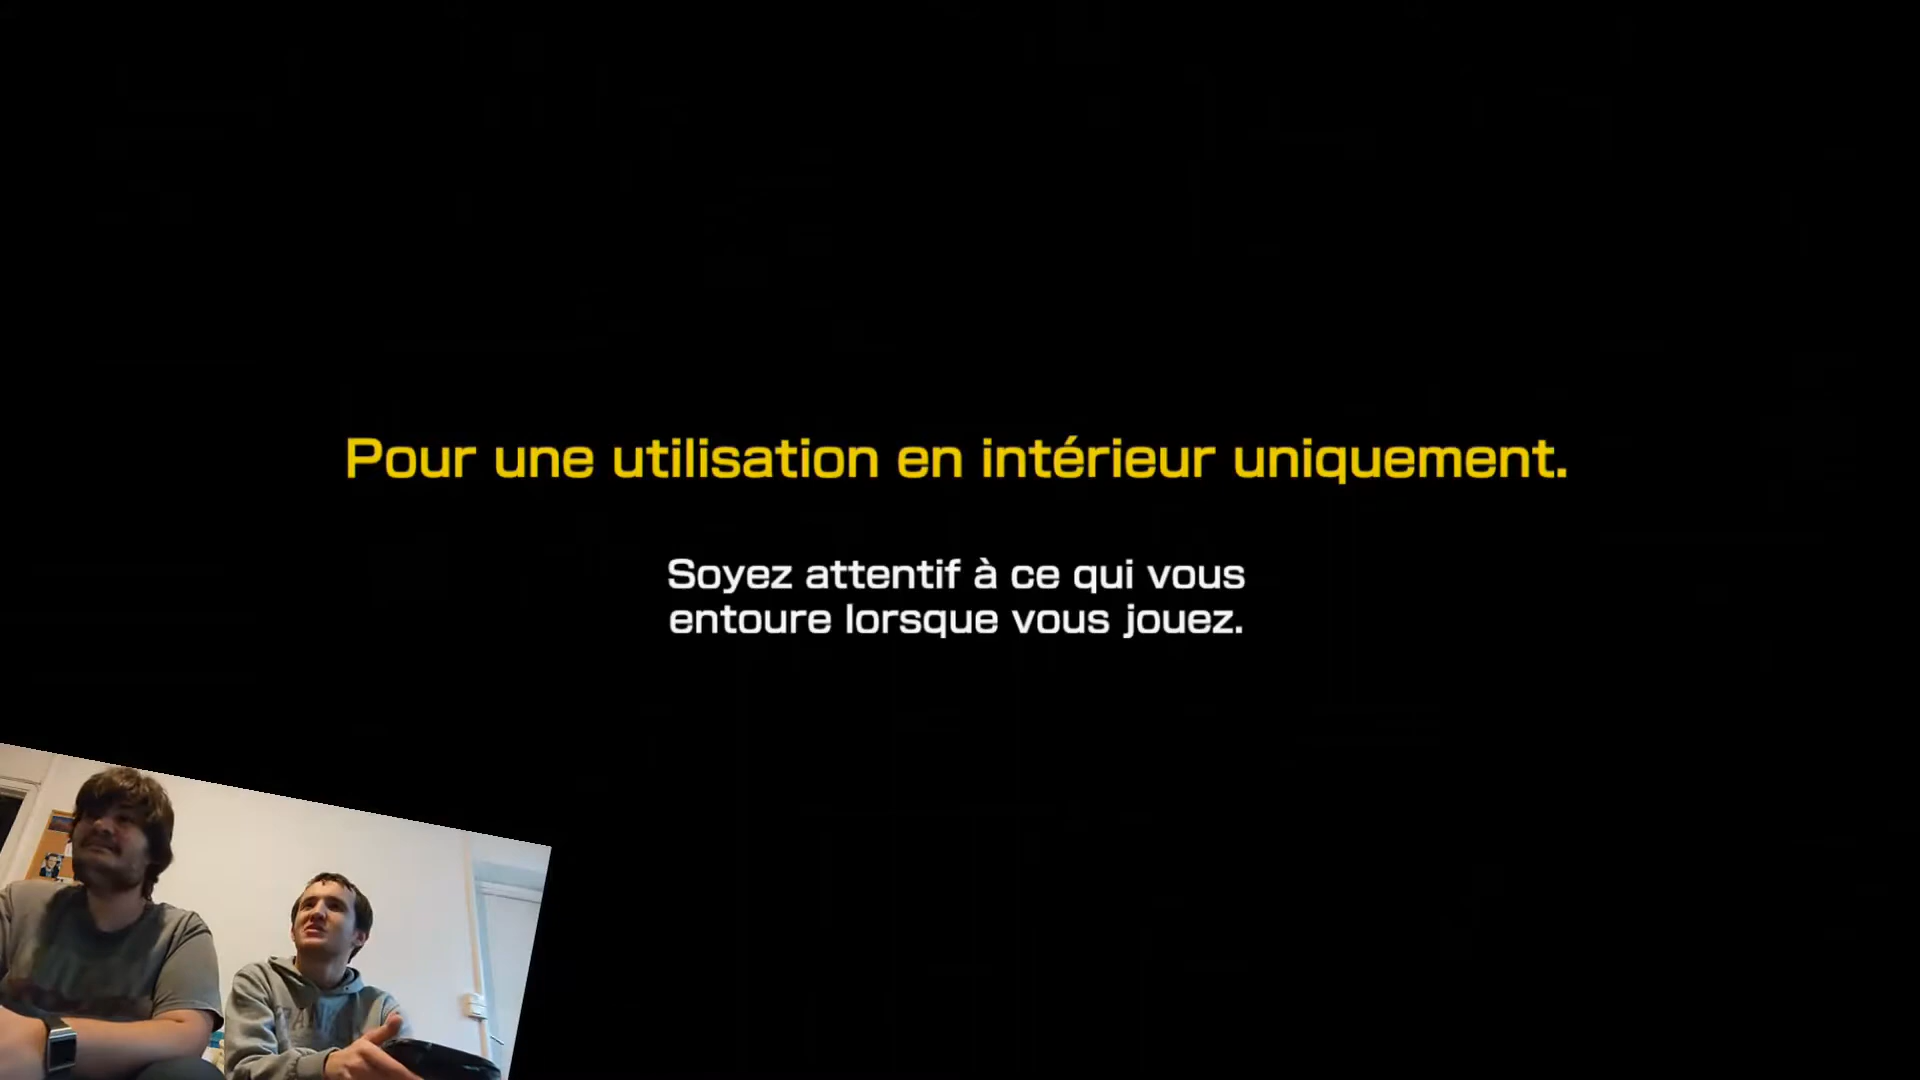 Pour une utilisation en intérieur uniquement.
Soyez attentif à ce qui vous
entoure lorsque vous jouez.